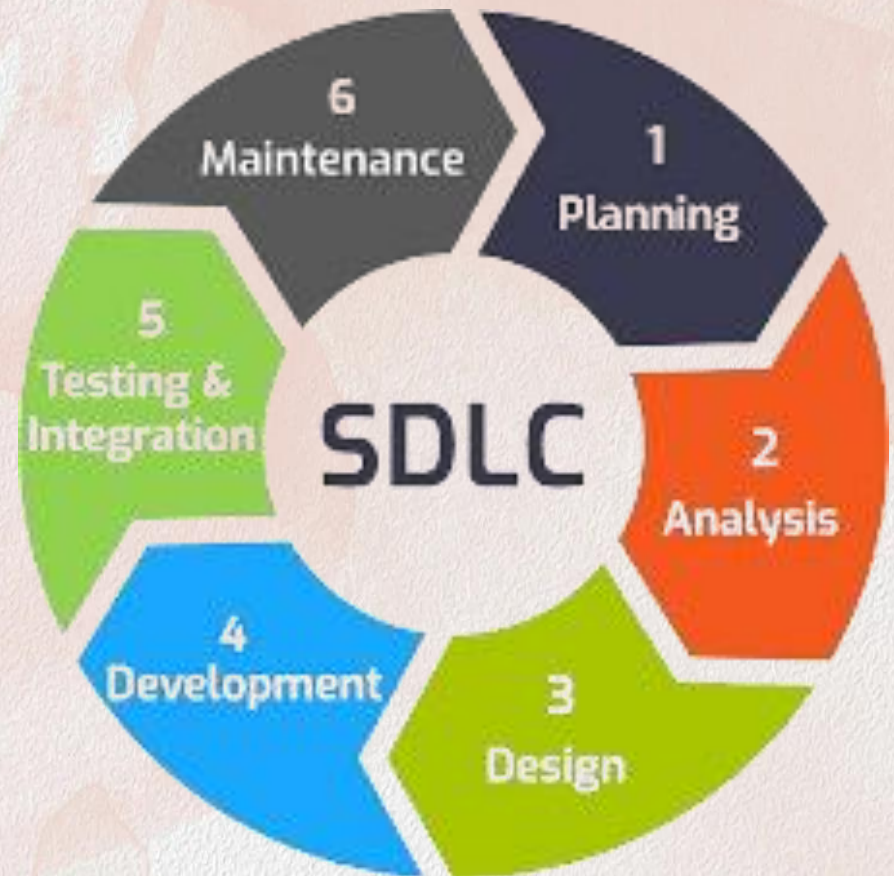 1
Planning
2
Analysis
3
Design
4
Development
5
Testing &
Integration
6
Maintenance
SDLC